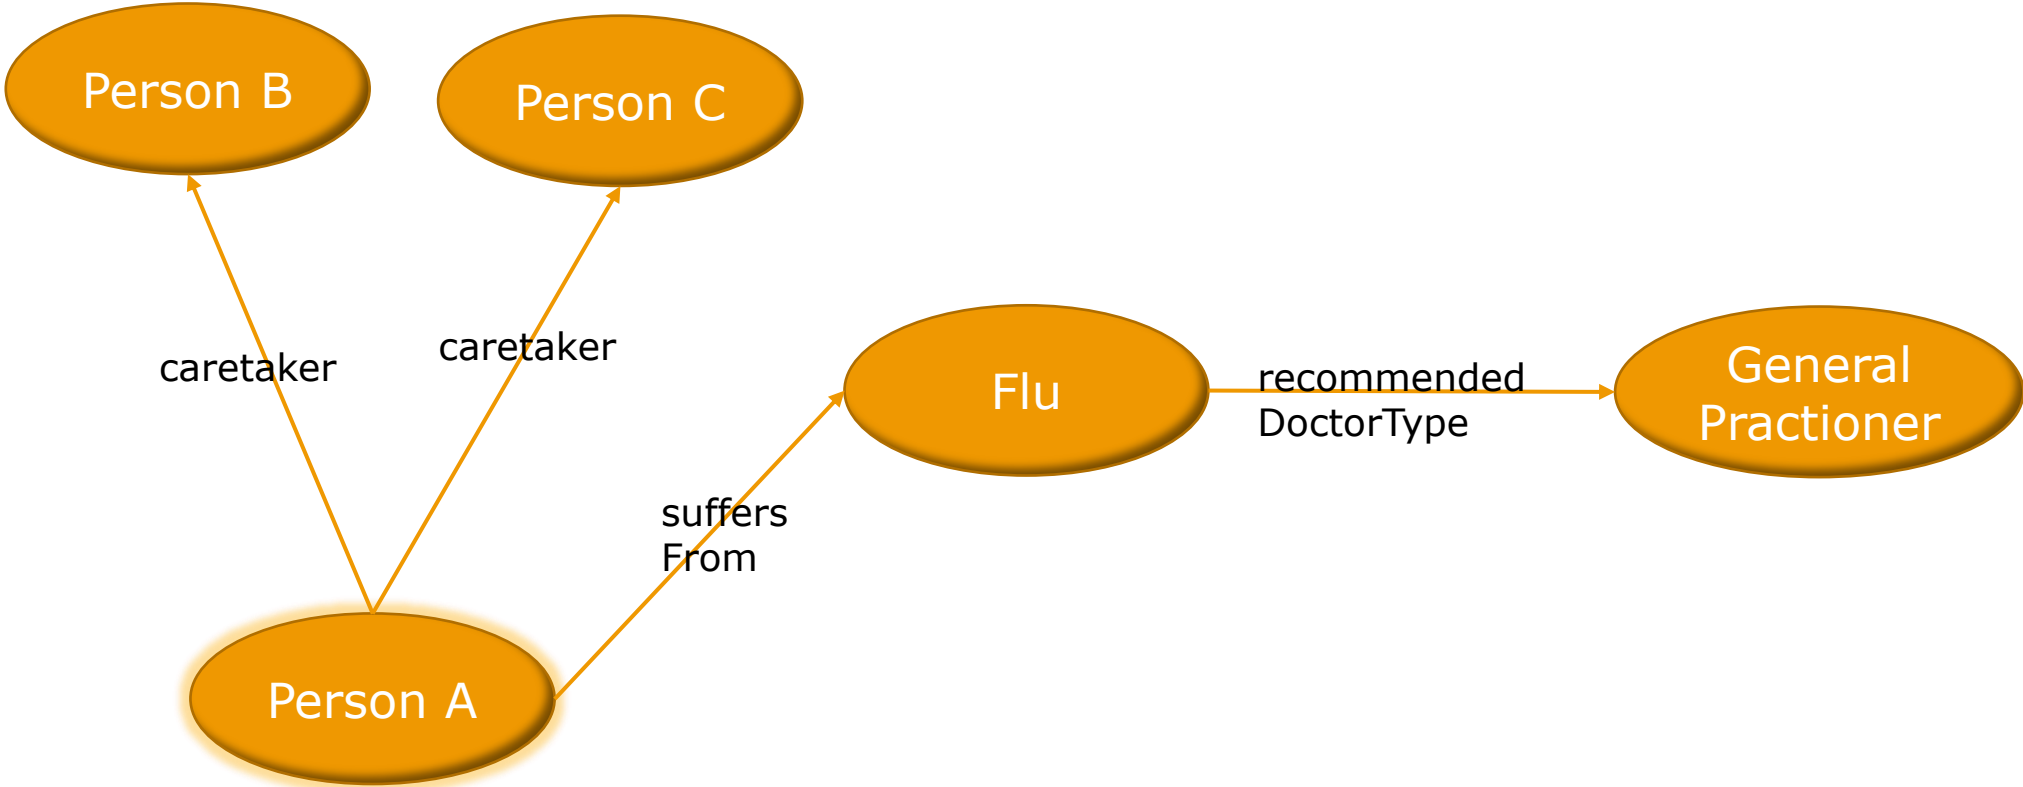 Person B
Person C
caretaker
caretaker
Flu
recommended
DoctorType
General
Practioner
suffers
From
Person A